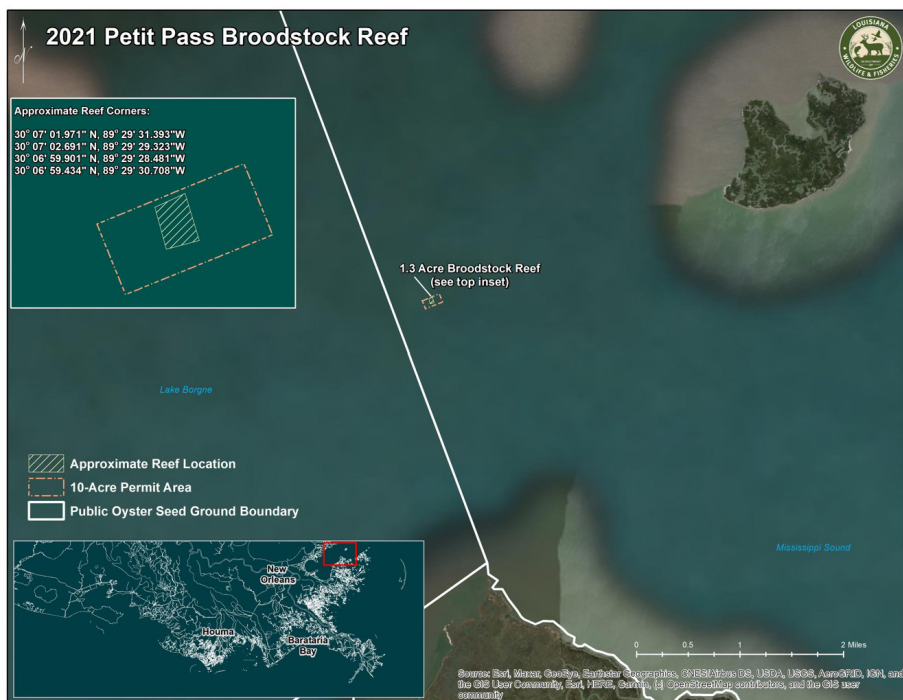 2021 Petit Pass Broodstock Reef
LOUISIANA
WILDLIFE & FISHERIES
Approximate Reef Corners:
30° 07' 01.971" N, 89° 29' 31.393"W
30° 07' 02.691" N, 89° 29' 29.323"W
30° 06' 59.901" N, 89° 29' 28.481"W
30° 06' 59.434" N, 89° 29' 30.708"W
1.3 Acre Broodstock Reef
(see top inset)
Lake Borgne
Approximate Reef Location
10-Acre Permit Area
Public Oyster Seed Ground Boundary
Mississippi Sound
New
Orleans
Houma
Barataria
Bay
0 0.5 1 2 Miles
Source: Esri, Maxar, GeoEye, Earthstar Geographics, CNES/Airbus DS, USDA, USGS, AeroGRID, IGN, and
the GIS User Community, Esri, HERE, Garmin, (c) OpenStreetMap contributors, and the GIS user
community